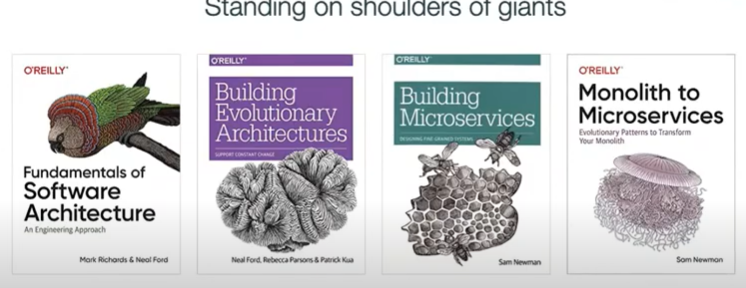 Standing on shoulders of giants
O'REILLY
Fundamentals of
Software
Architecture
An Engineering Approach
Mark Richards & Neal Ford
O'REILLY
Building
Evolutionary
Architectures
SUPPORT CONSTANT CHANGE
Neal Ford, Rebecca Parsons & Patrick Kua
O'REILLY
Building
Microservices
DESIGNING FINE-GRAINED SYSTEMS
Sam Newman
O'REILLY
Monolith to
Microservices
Evolutionary Patterns to Transform
Your Monolith
Sam Newman